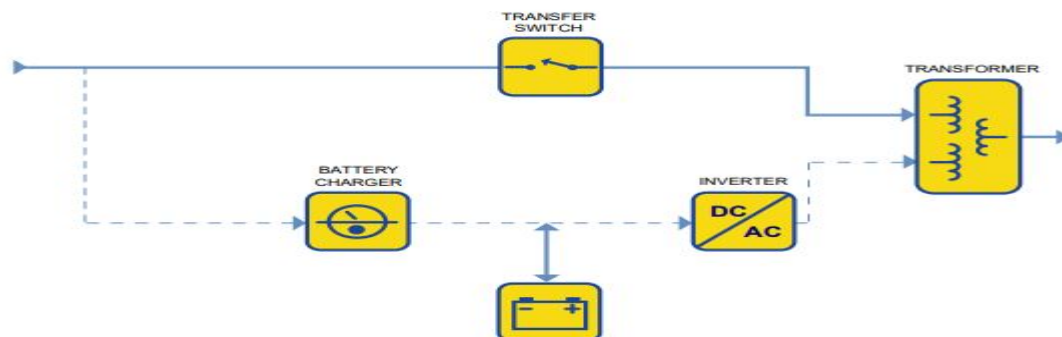 TRANSFER
SWITCH
TRANSFORMER
BATTERY
CHARGER
INVERTER
DC
AC
- +